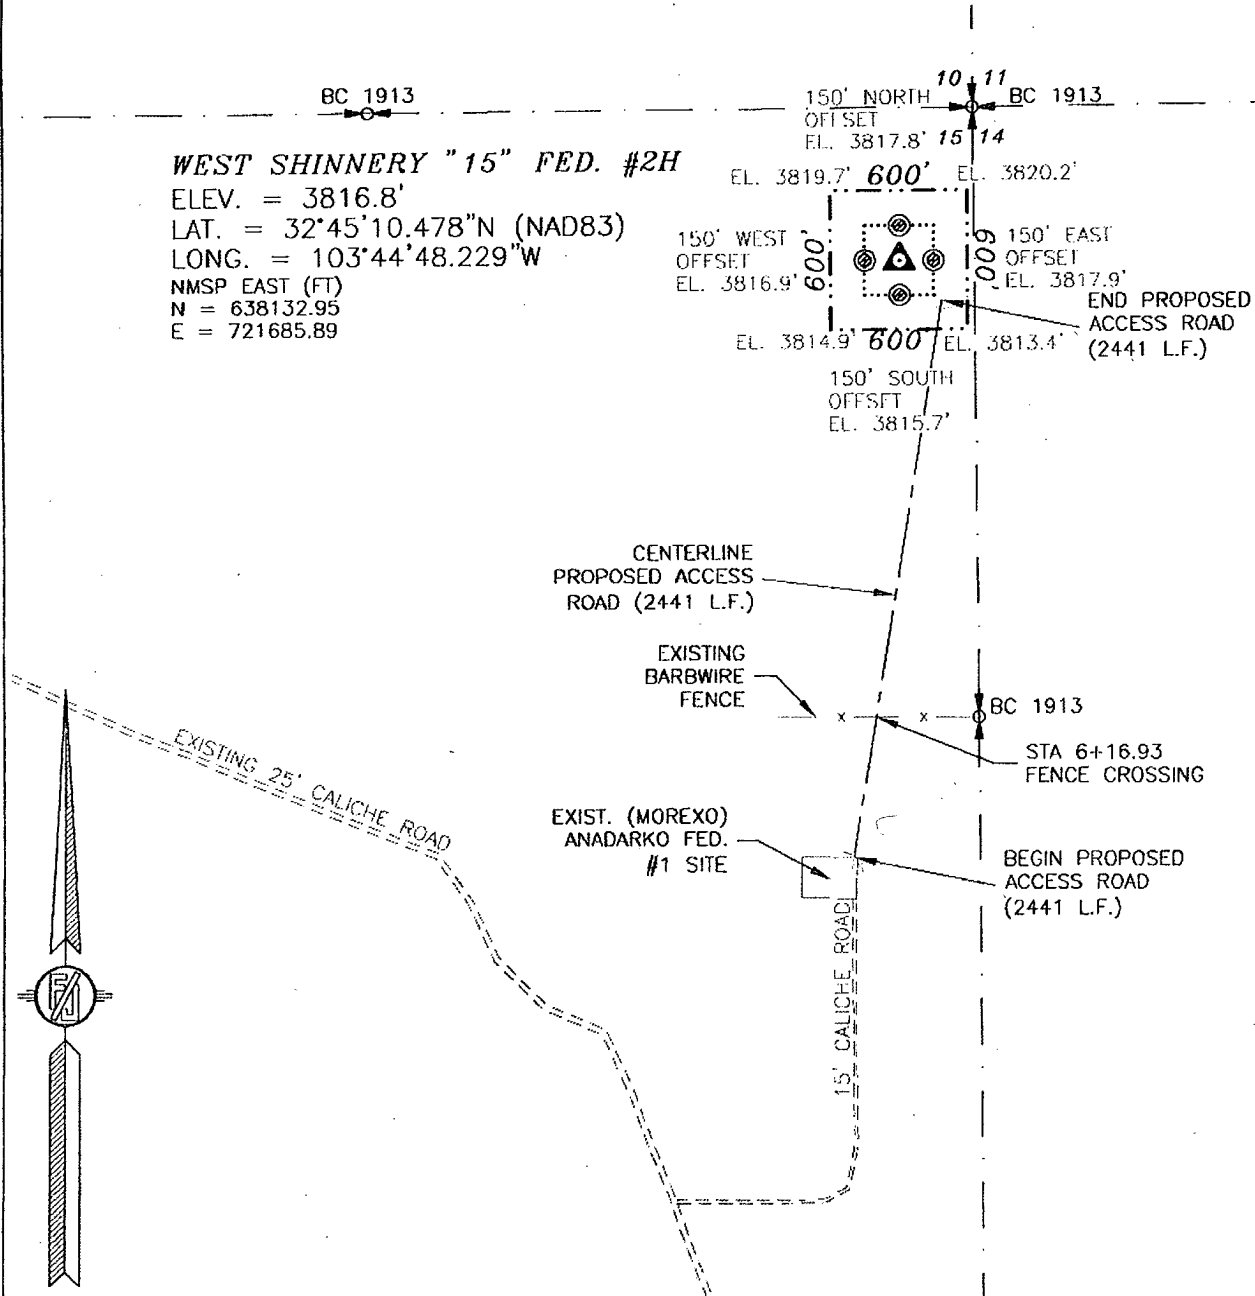 10 11
BC 1913
150' NORTH
OFFSET
EL. 3817.8'
BC 1913
15 14
WEST SHINNERY "15" FED. #2H
ELEV. = 3816.8'
LAT. = 32°45'10.478"N (NAD83)
LONG. = 103°44'48.229"W
NMSP EAST (FT)
N = 638132.95
E = 721685.89
EL. 3819.7'
600'
EL. 3820.2'
150' WEST
OFFSET
EL. 3816.9'
600'
600'
150' EAST
OFFSET
EL. 3817.9'
END PROPOSED
ACCESS ROAD
(2441 L.F.)
EL. 3814.9'
600'
EL. 3813.4'
150' SOUTH
OFFSET
EL. 3815.7'
CENTERLINE
PROPOSED ACCESS
ROAD (2441 L.F.)
EXISTING
BARBWIRE
FENCE
x
x
BC 1913
STA 6+16.93
FENCE CROSSING
EXISTING 25' CALICHE ROAD
EXIST. (MOREXO)
ANADARKO FED.
#1 SITE
BEGIN PROPOSED
ACCESS ROAD
(2441 L.F.)
15' CALICHE ROAD